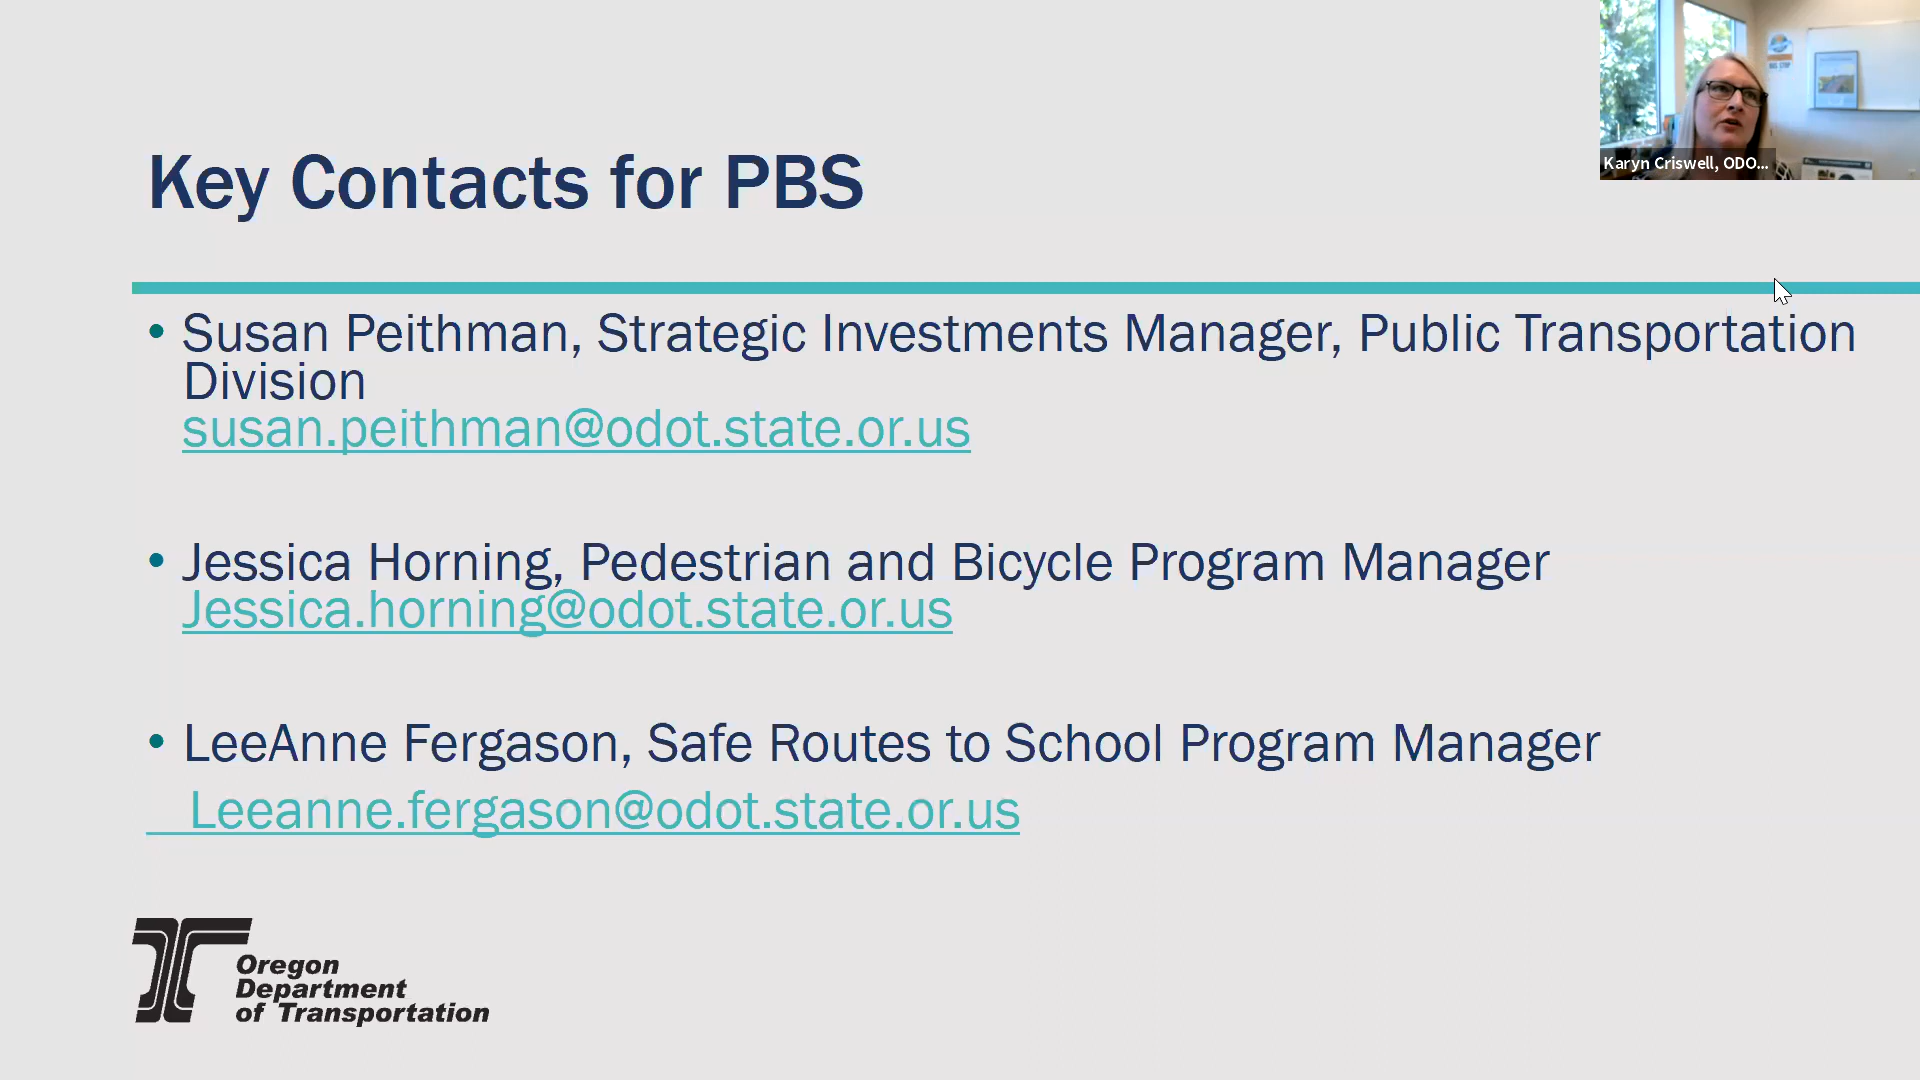 Karyn Criswell, ODO...
Key Contacts for PBS
• Susan Peithman, Strategic Investments Manager, Public Transportation
Division
susan.peithman@odot.state.or.us
• Jessica Horning, Pedestrian and Bicycle Program Manager
Jessica.horning@odot.state.or.us
• LeeAnne Fergason, Safe Routes to School Program Manager
Leeanne.fergason@odot.state.or.us
Oregon
Department
of Transportation